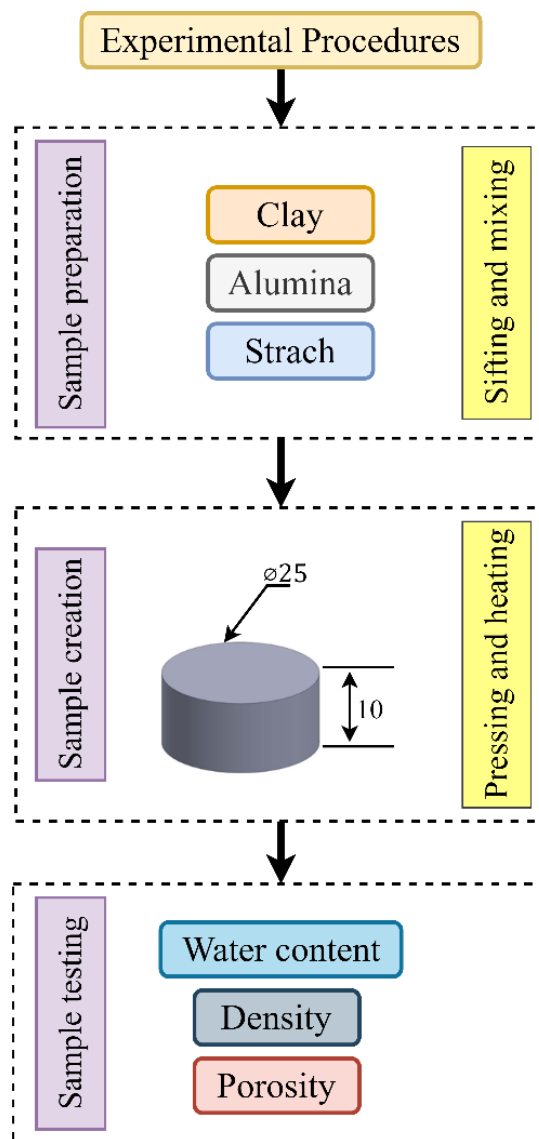 Experimental Procedures
Sample preparation
Clay
Alumina
Strach
Sifting and mixing
Sample creation
⌀25
10
Pressing and heating
Sample testing
Water content
Density
Porosity